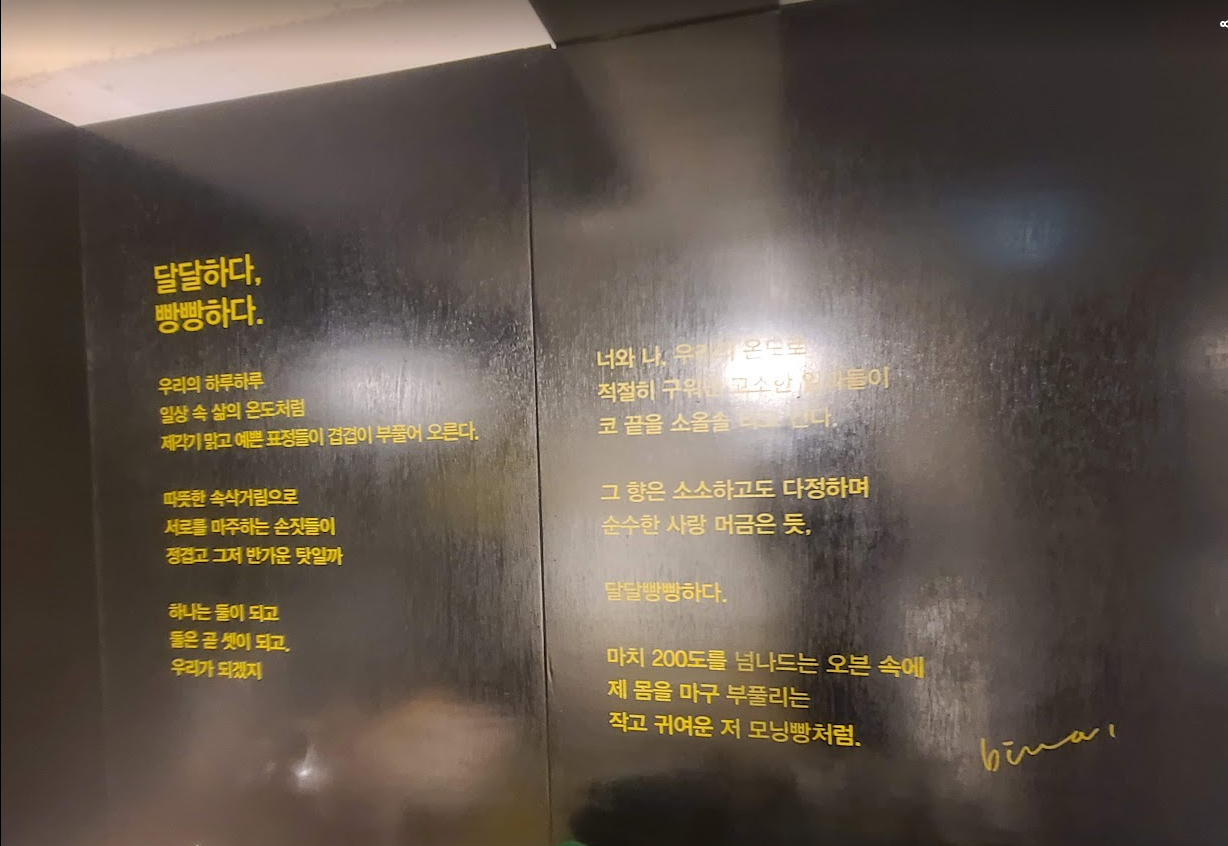 달달하다,
빵빵하다.
우리의 하루하루
일상 속 삶의 온도처럼
제각기 맑고 예쁜 표정들이 겹겹이 부풀어 오른다.
따뜻한 속삭거림으로
서로를 마주하는 손짓들이
정겹고 그저 반가운 탓일까
하나는 둘이 되고
둘은 곧 셋이 되고,
우리가 되겠지
너와 나, 우리의 온도로
적절히 구워진 고소한
코 끝을 소올솔
그 향은 소소하고도 다정하며
순수한 사랑 머금은 듯,
달달빵빵하다.
마치 200도를 넘나드는 오븐 속에
제 몸을 마구 부풀리는
작고 귀여운 저 모닝빵처럼.